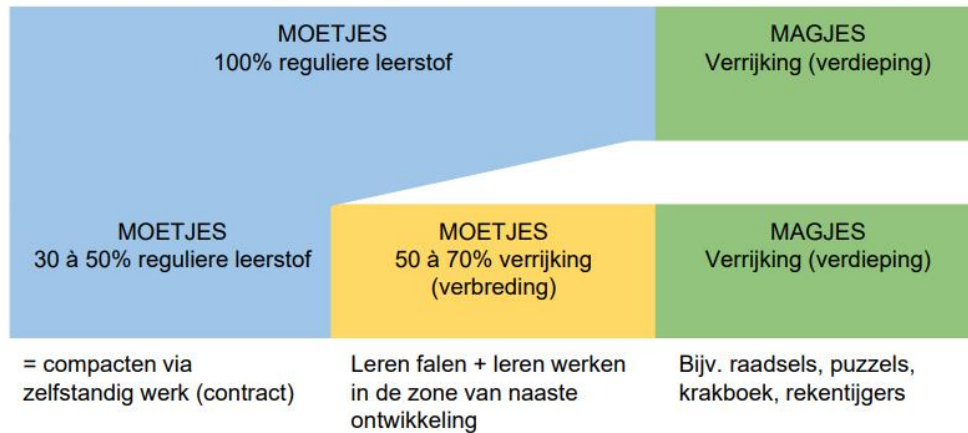 MOETJES
100% reguliere leerstof
MAGJES
Verrijking (verdieping)
MOETJES
30 à 50% reguliere leerstof
MOETJES
50 à 70% verrijking
(verbreding)
MAGJES
Verrijking (verdieping)
= compacten via
zelfstandig werk (contract)
Leren falen + leren werken
in de zone van naaste
ontwikkeling
Bijv. raadsels, puzzels,
krakboek, rekentijgers